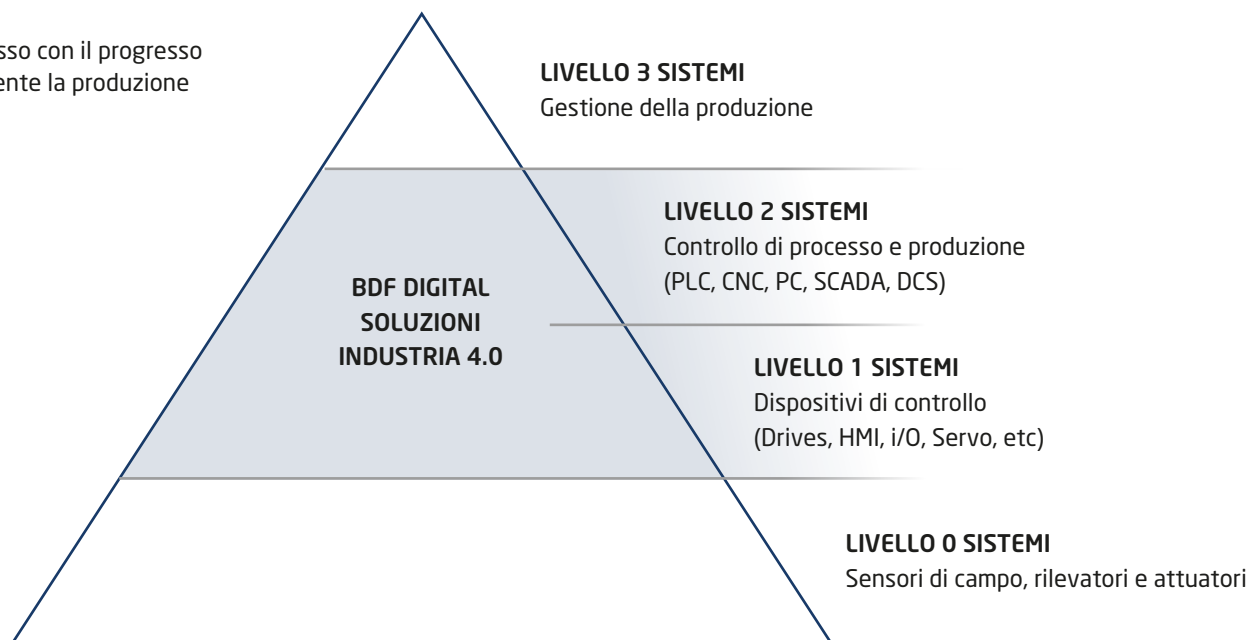 sso con il progresso
ente la produzione
LIVELLO 3 SISTEMI
Gestione della produzione
LIVELLO 2 SISTEMI
Controllo di processo e produzione
(PLC, CNC, PC, SCADA, DCS)
BDF DIGITAL
SOLUZIONI
INDUSTRIA 4.0
LIVELLO 1 SISTEMI
Dispositivi di controllo
(Drives, HMI, i/O, Servo, etc)
LIVELLO 0 SISTEMI
Sensori di campo, rilevatori e attuatori